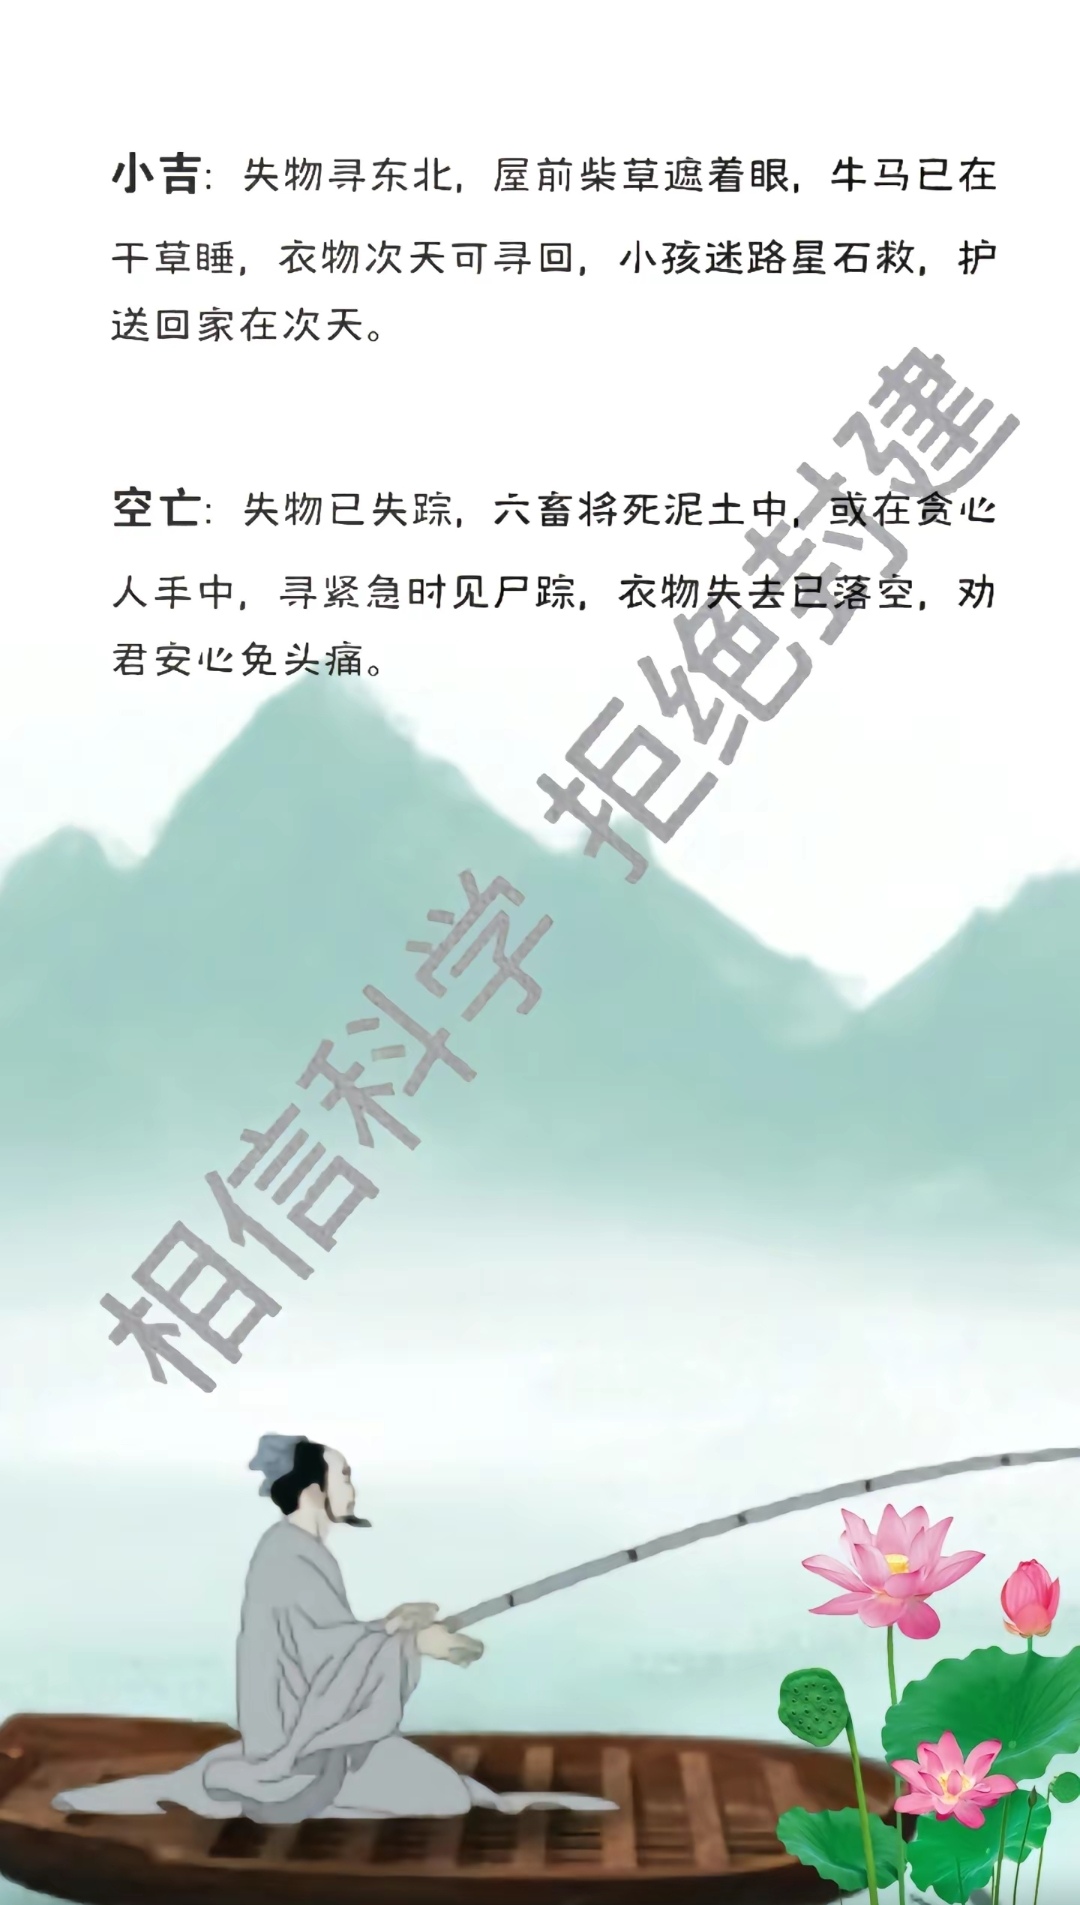 小吉：失物寻东北，屋前柴草遮着眼，牛马已在
干草睡，衣物次天可寻回，小孩迷路星石救，护
送回家在次天。
空亡：失物已失踪，六畜将死泥土中，或在贪心
人手中，寻紧急时见尸踪，衣物失去已落空，劝
君安心免头痛。
相信科学 拒绝封建